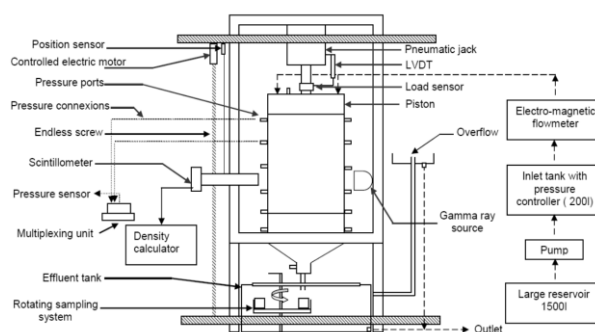 Position sensor
Controlled electric motor
Pressure ports
Pressure connexions
Endless screw
Scintillometer
Pressure sensor
Multiplexing unit
Density
calculator
Effluent tank
Rotating sampling
system
Pneumatic jack
LVDT
Load sensor
Piston
Overflow
Gamma ray
source
Outlet
Electro-magnetic
flowmeter
Inlet tank with
pressure
controller ( 200l)
Pump
Large reservoir
1500l